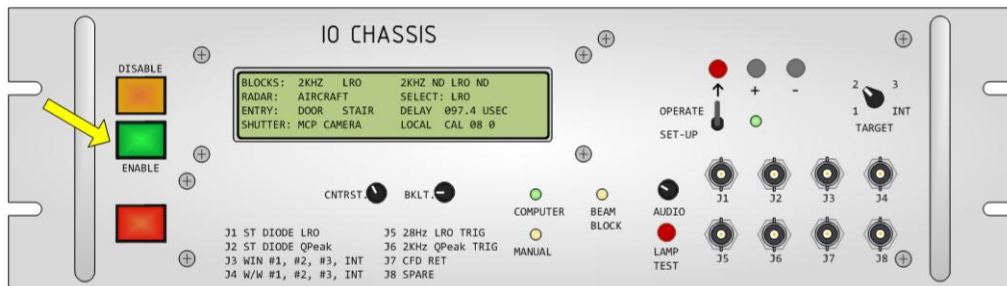 IO CHASSIS
DISABLE
ENABLE
BLOCKS: 2KHZ LRO 2KHZ ND LRO ND
RADAR: AIRCRAFT SELECT: LRO
ENTRY: DOOR STAIR DELAY 097.4 USEC
SHUTTER: MCP CAMERA LOCAL CAL 08 0
CNTRST.
BKLT.
COMPUTER
MANUAL
BEAM
BLOCK
J1 ST DIODE LRO
J2 ST DIODE QPeak
J3 WIN #1, #2, #3, INT
J4 W/W #1, #2, #3, INT
J5 28Hz LRO TRIG
J6 2KHz QPeak TRIG
J7 CFD RET
J8 SPARE
OPERATE
SET-UP
+ -
2 3
1 INT
TARGET
AUDIO
LAMP
TEST
J1 J2 J3 J4
J5 J6 J7 J8